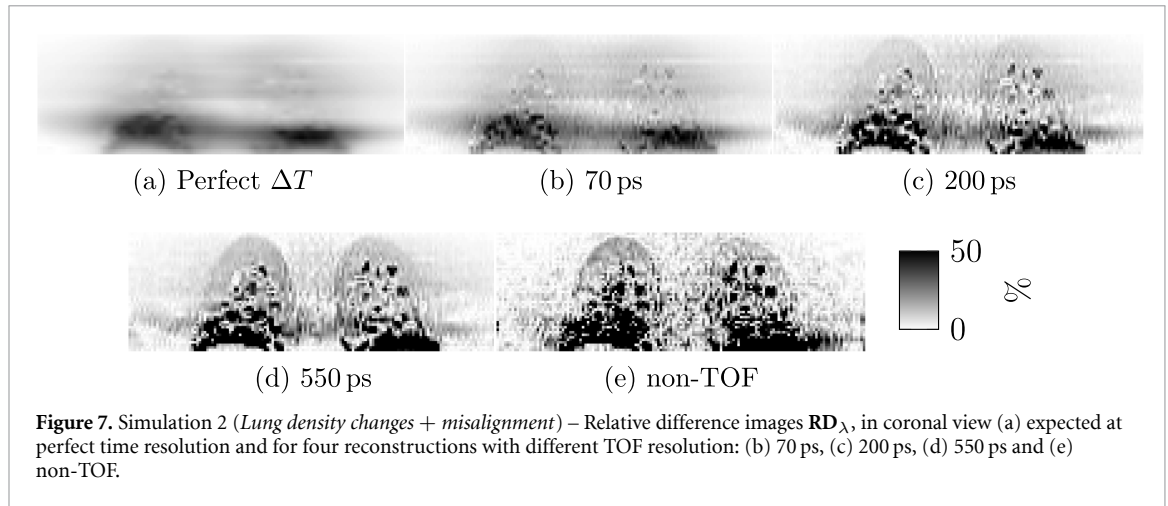 (a) Perfect ΔT
(b) 70 ps
(c) 200 ps
50
%
0
(d) 550 ps
(e) non-TOF
Figure 7. Simulation 2 (Lung density changes + misalignment) – Relative difference images RDλ, in coronal view (a) expected at
perfect time resolution and for four reconstructions with different TOF resolution: (b) 70 ps, (c) 200 ps, (d) 550 ps and (e)
non-TOF.